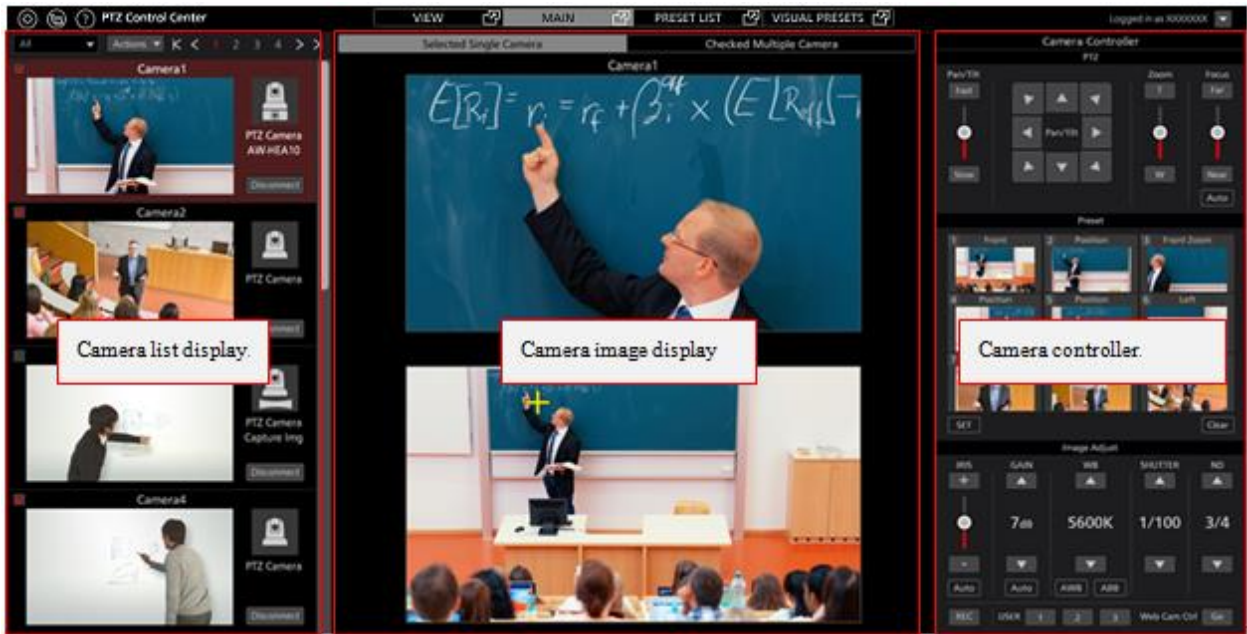 PTZ Control Center
VIEW MAIN PRESET LIST VISUAL PRESETS
Logged in as XXXXXXX
All Actions 1 2 3 4
Selected Single Camera Checked Multiple Camera
Camera1
PTZ Camera
AW-HEA10
Disconnect
Camera2
PTZ Camera
Disconnect
Camera list display.
PTZ Camera
Capture Img
Disconnect
Camera4
PTZ Camera
Disconnect
Camera1
E[R_i] = r_i = r_f + β_i × (E[R
Camera image display
Camera Controller
PTZ
Pan/Tilt Zoom Focus
Fast T Far
Pan/Tilt
W Near
Auto
Preset
1 Front 2 Position 3 Front Zoom
4 Position 5 Position 6 Left
Camera controller.
7
SET Clear
Image Adjust
IRIS GAIN WB SHUTTER ND
+
7dB 5600K 1/100 3/4
-
Auto Auto AWB ABB
REC USER 1 2 3 Web Cam Ctrl Go